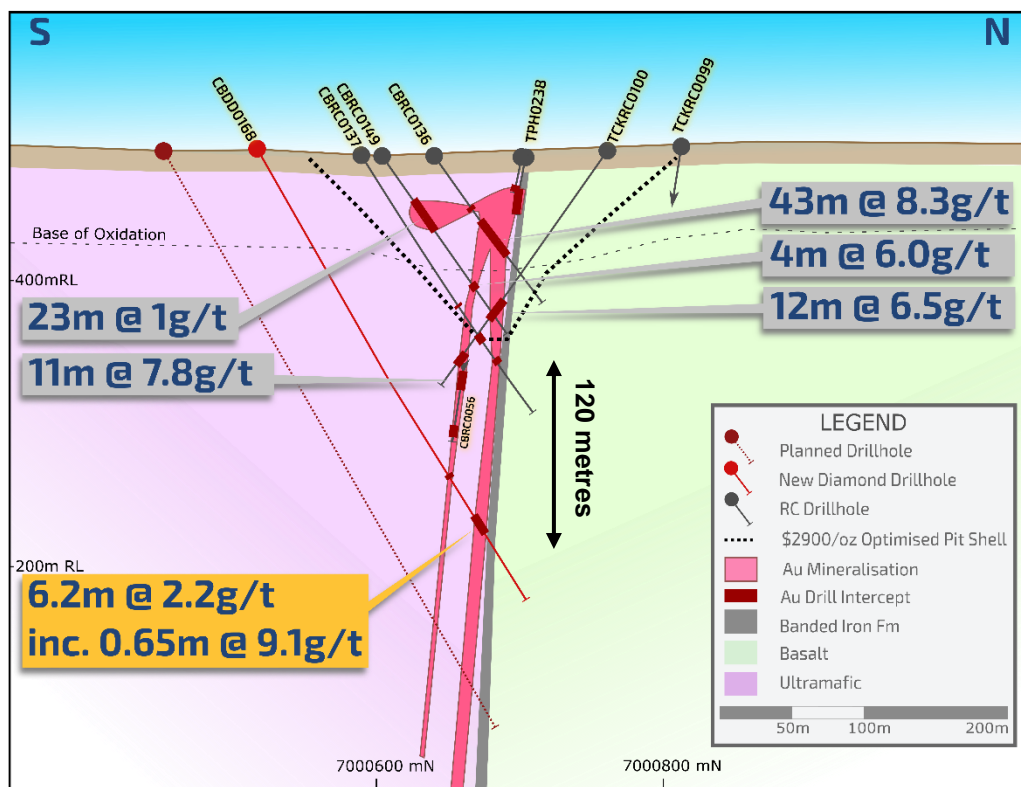 S
N
CBDD0168
CBRC0137
CBRC0149
CBRC0136
TPH0238
TCKRC0100
TCKRC0099
43m @ 8.3g/t
Base of Oxidation
4m @ 6.0g/t
400mRL
23m @ 1g/t
12m @ 6.5g/t
11m @ 7.8g/t
CBRC0056
120 metres
LEGEND
Planned Drillhole
New Diamond Drillhole
RC Drillhole
$2900/oz Optimised Pit Shell
200m RL
Au Mineralisation
6.2m @ 2.2g/t
inc. 0.65m @ 9.1g/t
Au Drill Intercept
Banded Iron Fm
Basalt
Ultramafic
50m 100m 200m
7000600 mN
7000800 mN